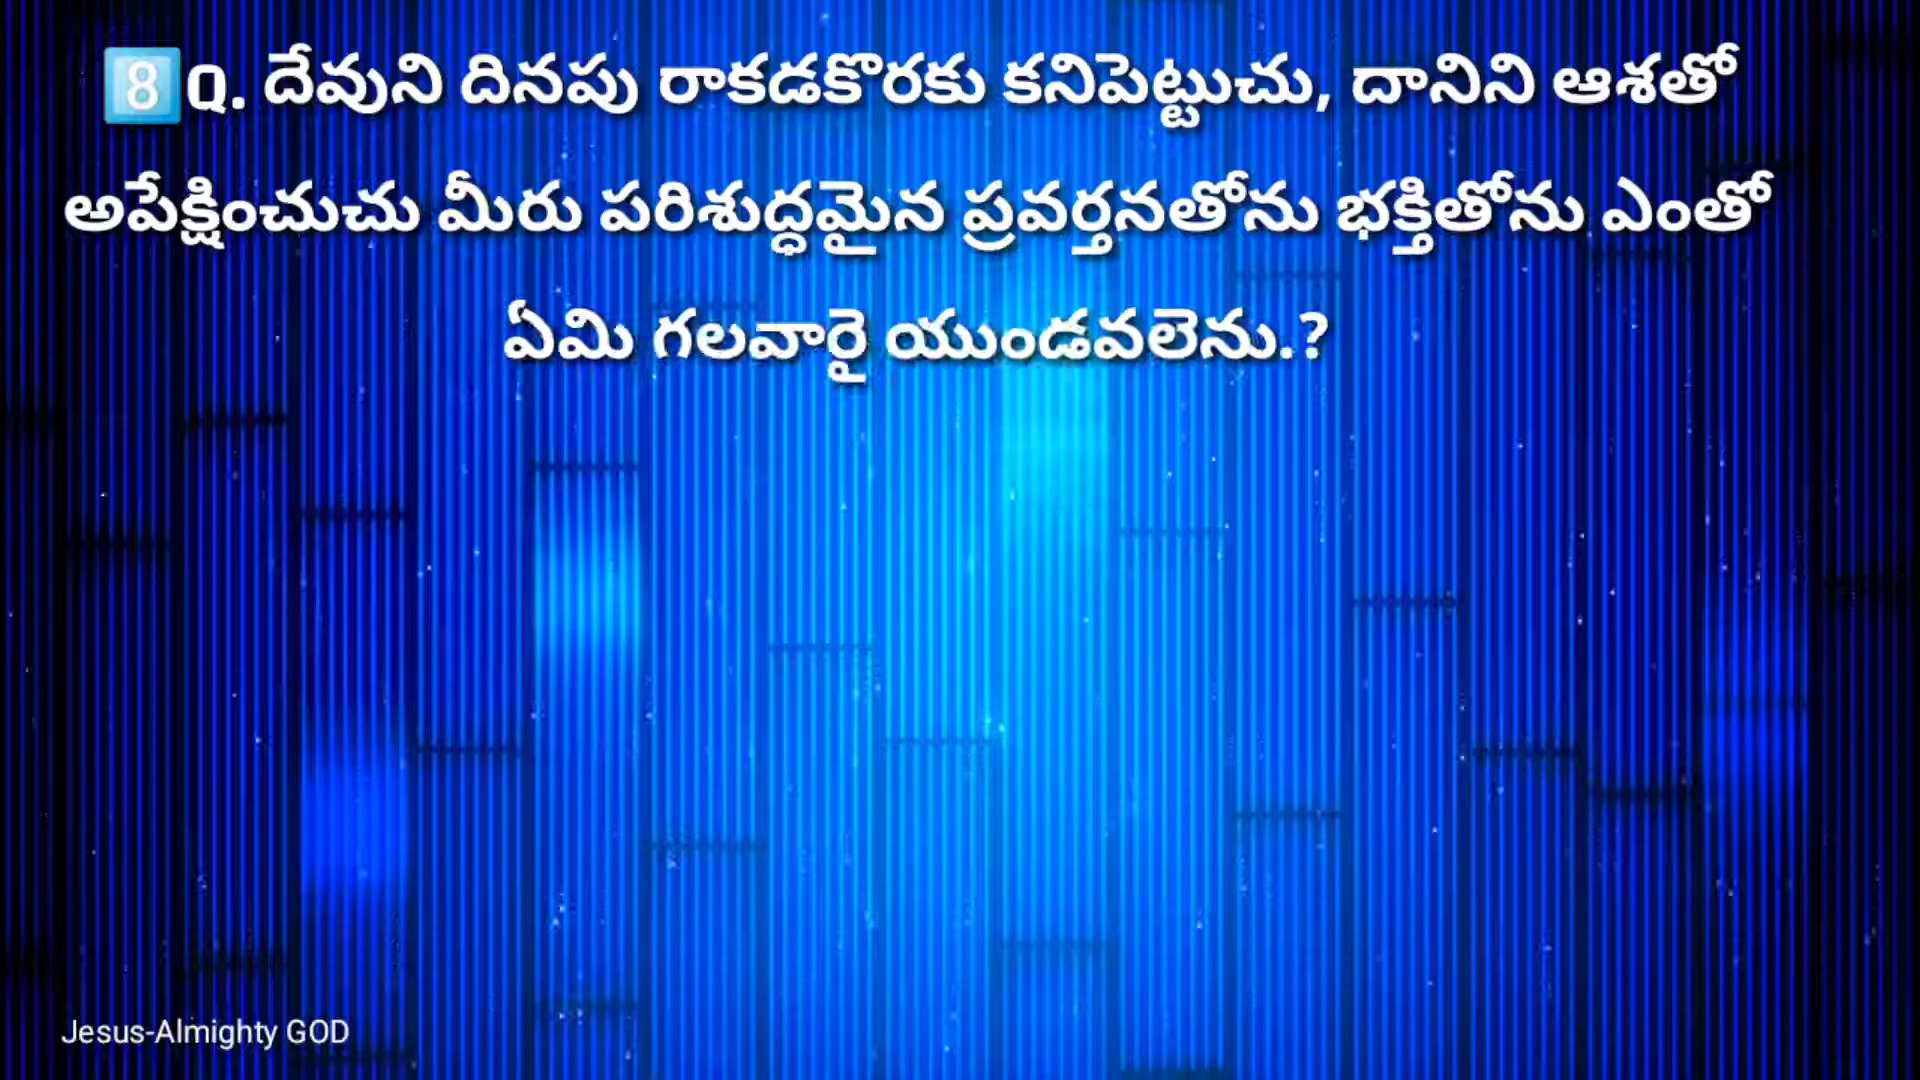 8️⃣Q. దేవుని దినపు రాకడకొరకు కనిపెట్టుచు, దానిని ఆశతో
అపేక్షించుచు మీరు పరిశుద్ధమైన ప్రవర్తనతోను భక్తితోను ఎంతో
ఏమి గలవారై యుండవలెను.?
Jesus-Almighty GOD